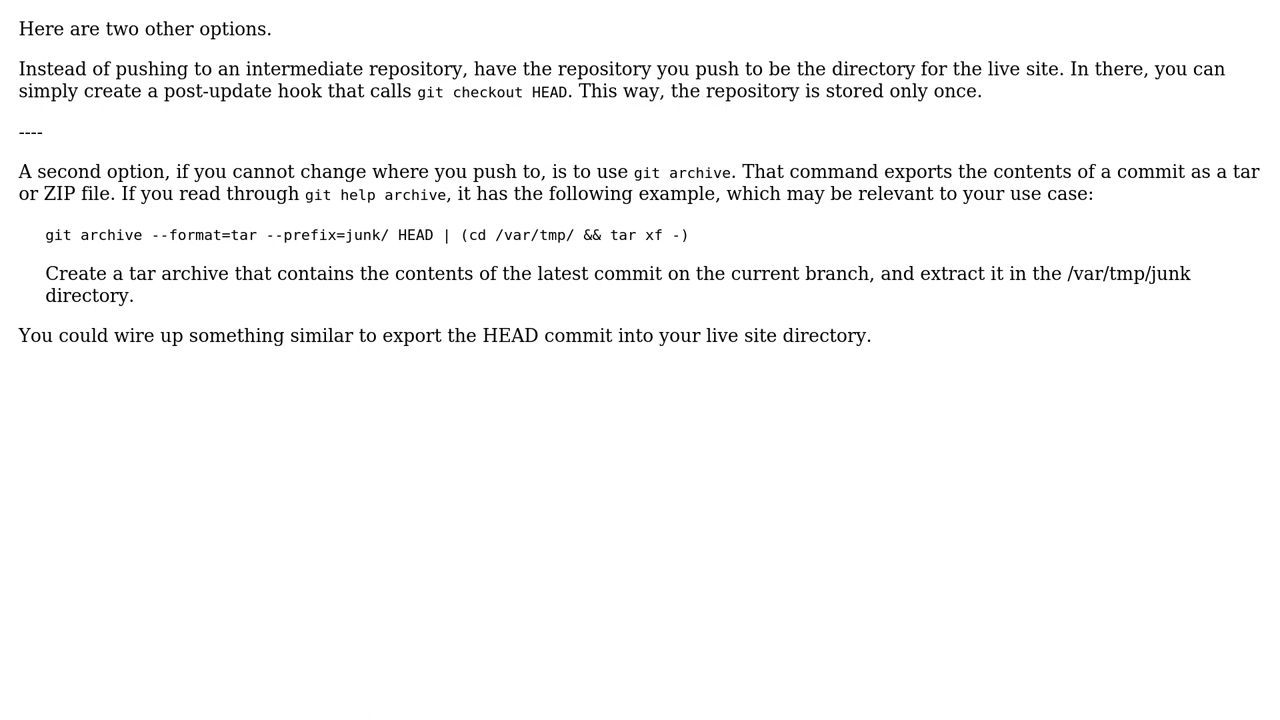 Here are two other options.
Instead of pushing to an intermediate repository, have the repository you push to be the directory for the live site. In there, you can
simply create a post-update hook that calls git checkout HEAD. This way, the repository is stored only once.
----
A second option, if you cannot change where you push to, is to use git archive. That command exports the contents of a commit as a tar
or ZIP file. If you read through git help archive, it has the following example, which may be relevant to your use case:
git archive --format=tar --prefix=junk/ HEAD | (cd /var/tmp/ && tar xf -)
Create a tar archive that contains the contents of the latest commit on the current branch, and extract it in the /var/tmp/junk
directory.
You could wire up something similar to export the HEAD commit into your live site directory.